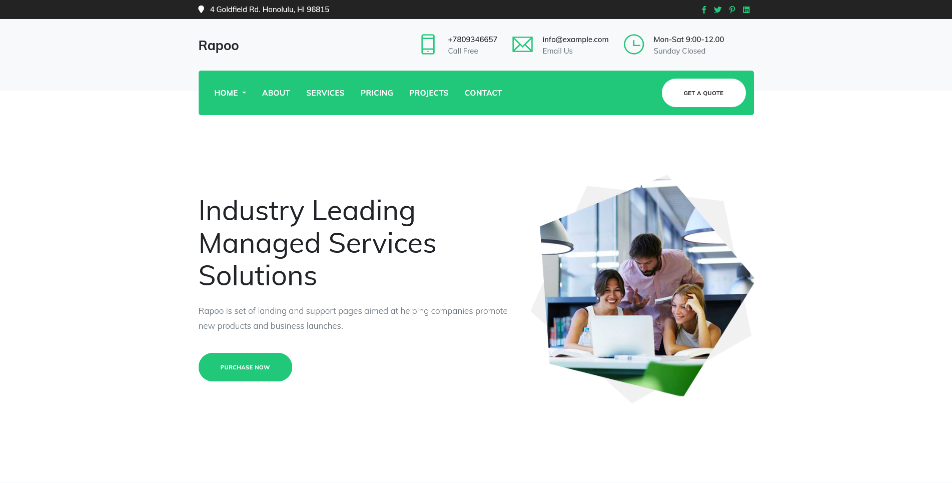 4 Goldfield Rd. Honolulu, HI 96815
Rapoo
+7809346657
Call Free
info@example.com
Email Us
Mon-Sat 9:00-12.00
Sunday Closed
HOME ABOUT SERVICES PRICING PROJECTS CONTACT
GET A QUOTE
Industry Leading
Managed Services
Solutions
Rapoo is set of landing and support pages aimed at helping companies promote
new products and business launches.
PURCHASE NOW